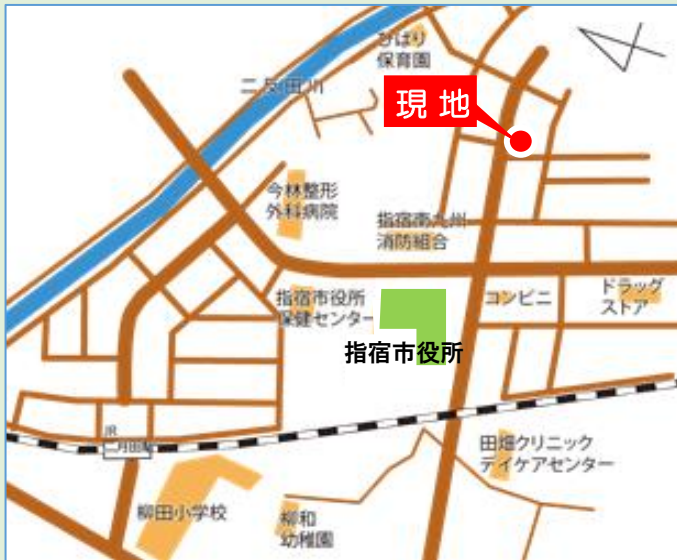 ひばり
保育園
二反田川
現地
今林整形
外科病院
指宿南九州
消防組合
指宿市役所
保健センター
コンビニ
ドラッグ
ストア
指宿市役所
JR
二月田駅
田畑クリニック
デイケアセンター
柳田小学校
柳和
幼稚園